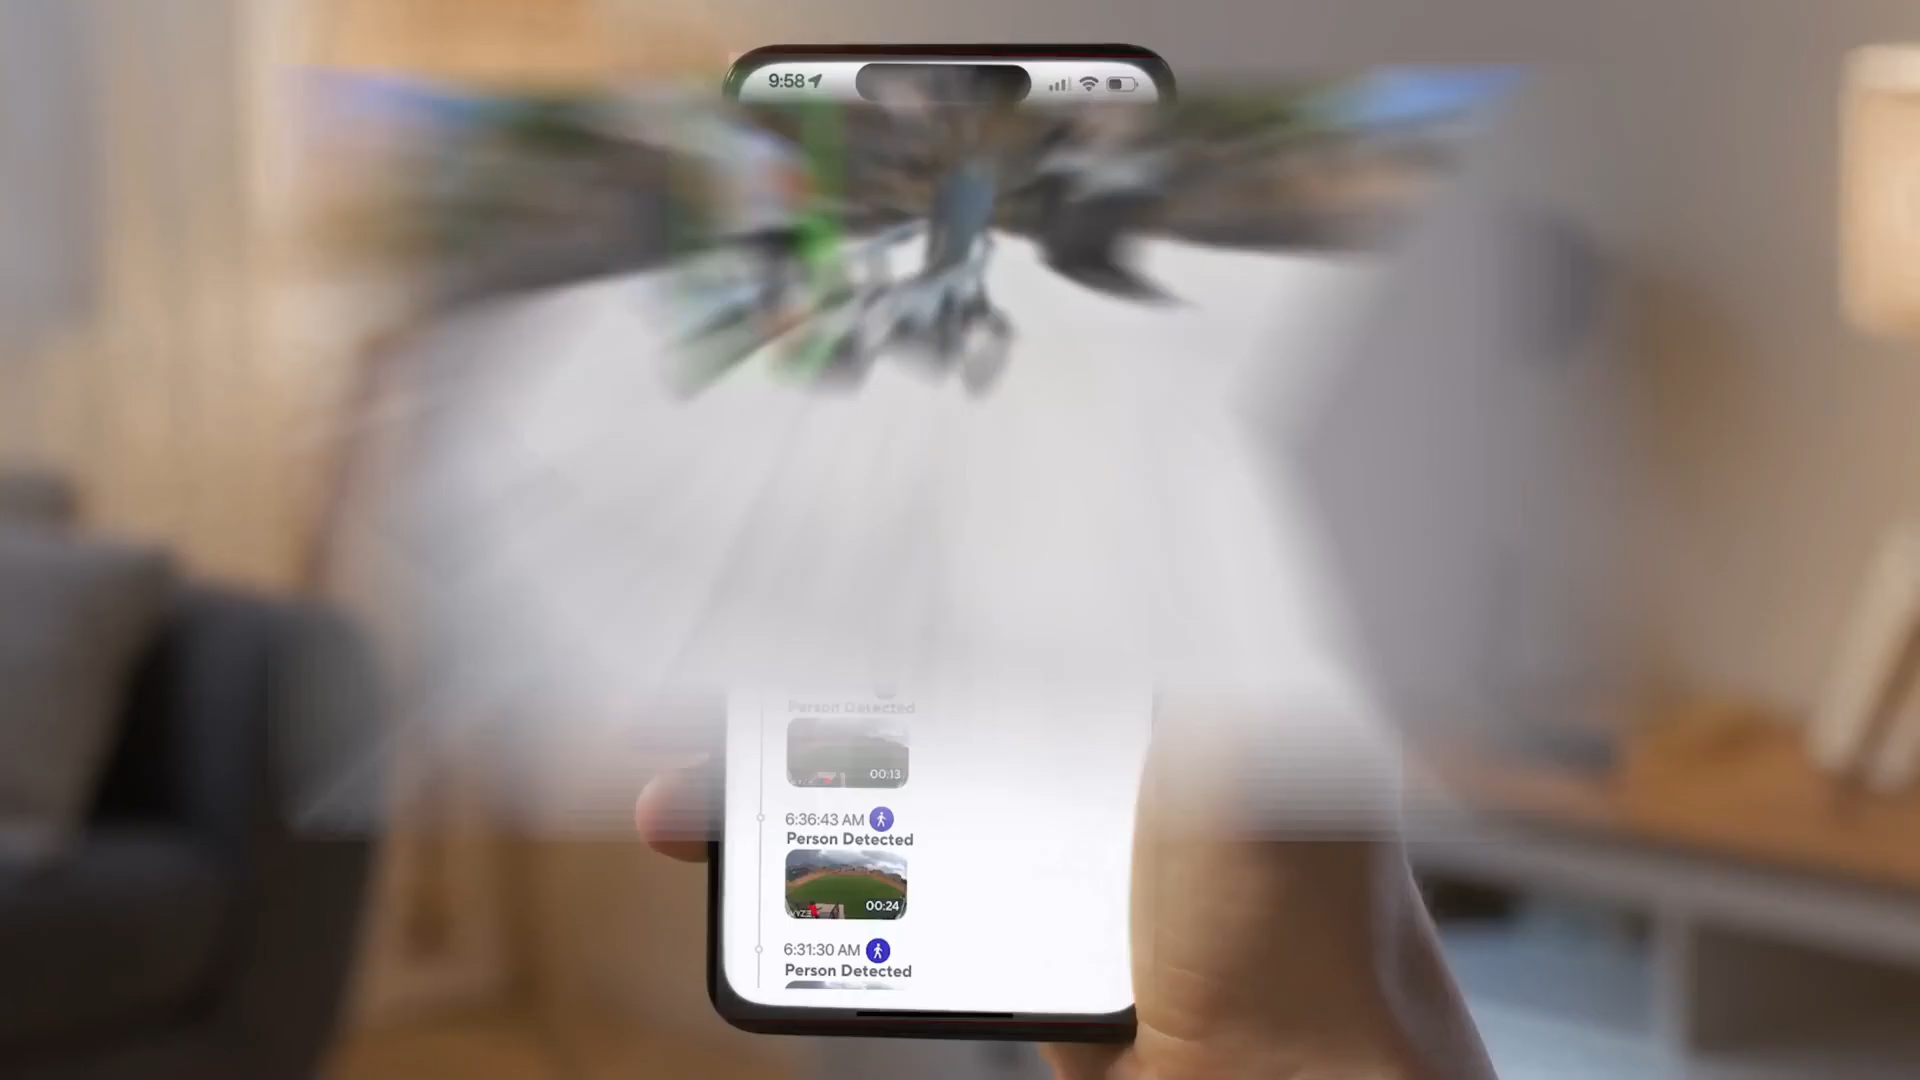 9:58
Person Detected
00:13
6:36:43 AM
Person Detected
00:24
6:31:30 AM
Person Detected